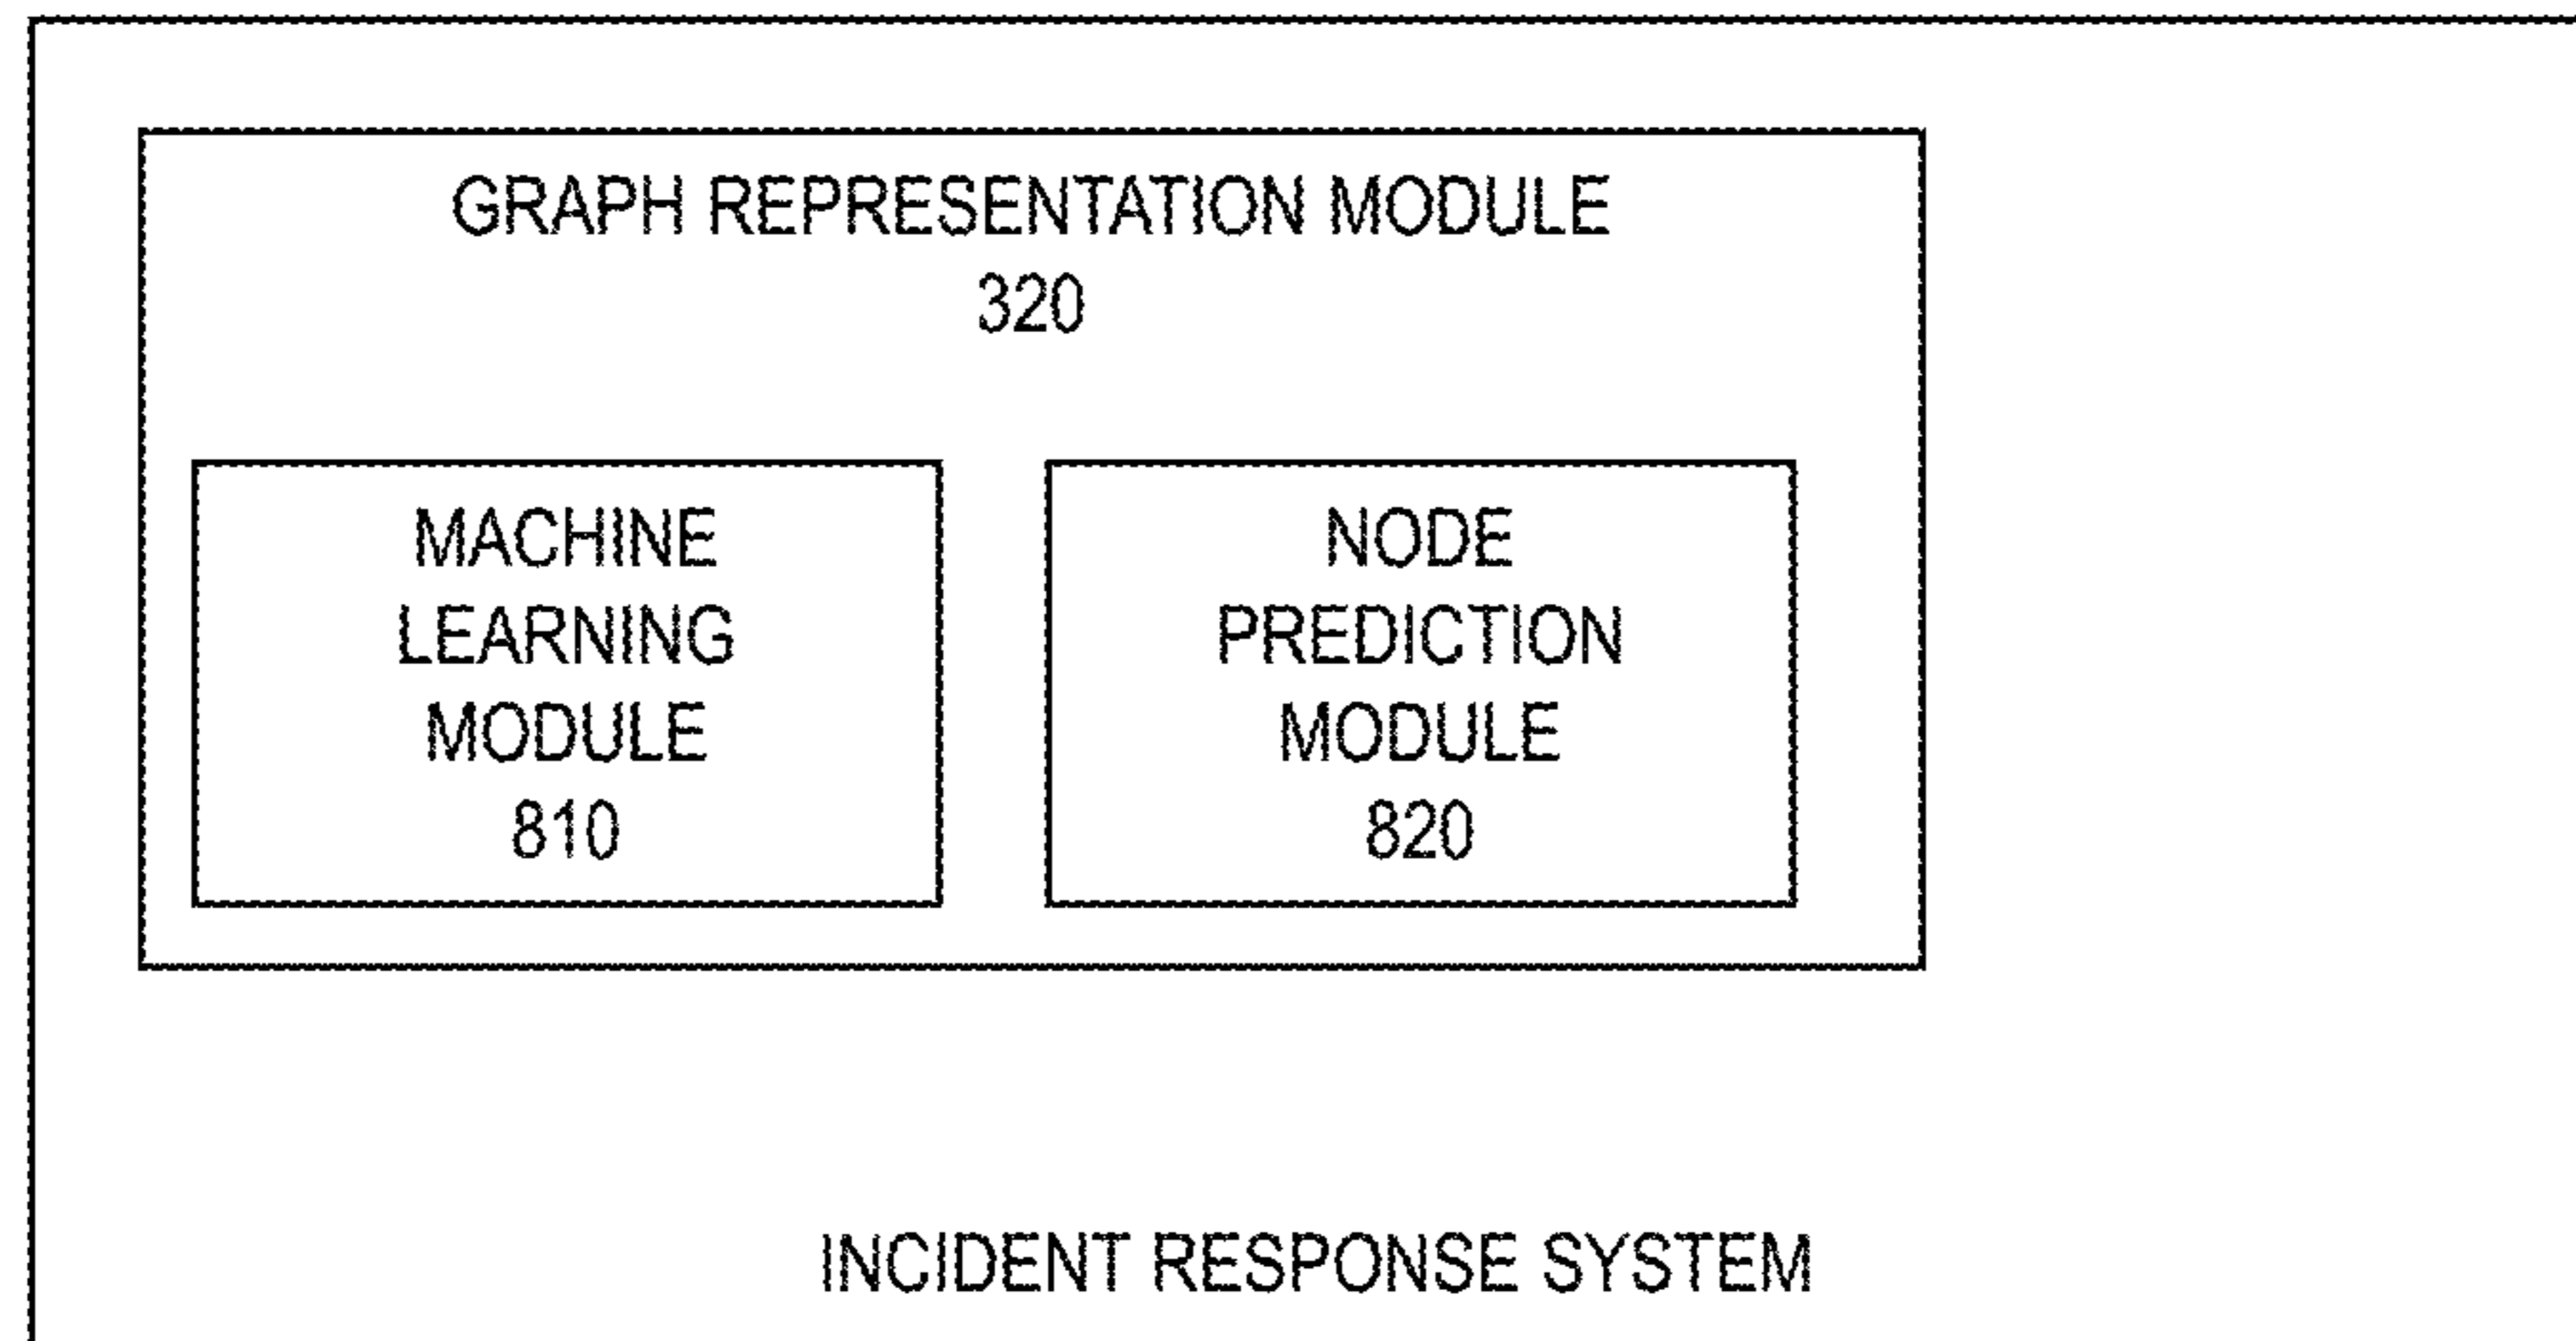 GRAPH REPRESENTATION MODULE
320
MACHINE
LEARNING
MODULE
810
NODE
PREDICTION
MODULE
820
INCIDENT RESPONSE SYSTEM